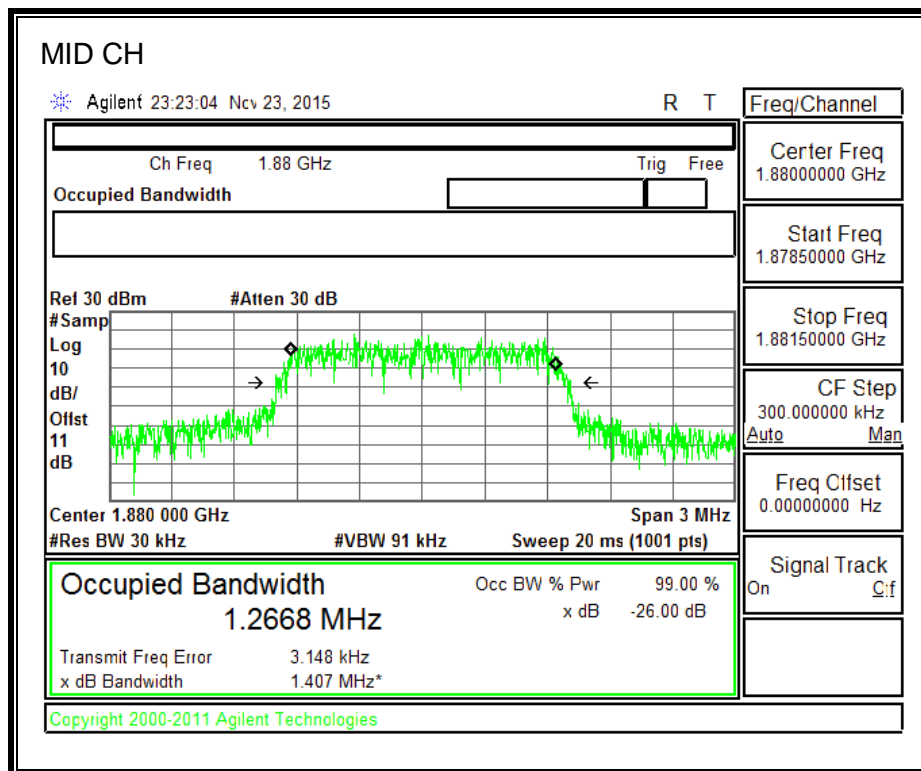 MID CH
Agilent 23:23:04 Nov 23, 2015 R T
Freq/Channel
Ch Freq 1.88 GHz Trig Free
Occupied Bandwidth
Center Freq
1.88000000 GHz
Start Freq
1.87850000 GHz
Stop Freq
1.88150000 GHz
CF Step
300.000000 kHz
Auto Man
Freq Offset
0.00000000 Hz
Signal Track
On Off
Ref 30 dBm #Atten 30 dB
#Samp
Log
10
dB/
Offst
11
dB
Center 1.880 000 GHz Span 3 MHz
#Res BW 30 kHz #VBW 91 kHz Sweep 20 ms (1001 pts)
Occupied Bandwidth Occ BW % Pwr 99.00 %
1.2668 MHz x dB -26.00 dB
Transmit Freq Error 3.148 kHz
x dB Bandwidth 1.407 MHz*
Copyright 2000-2011 Agilent Technologies